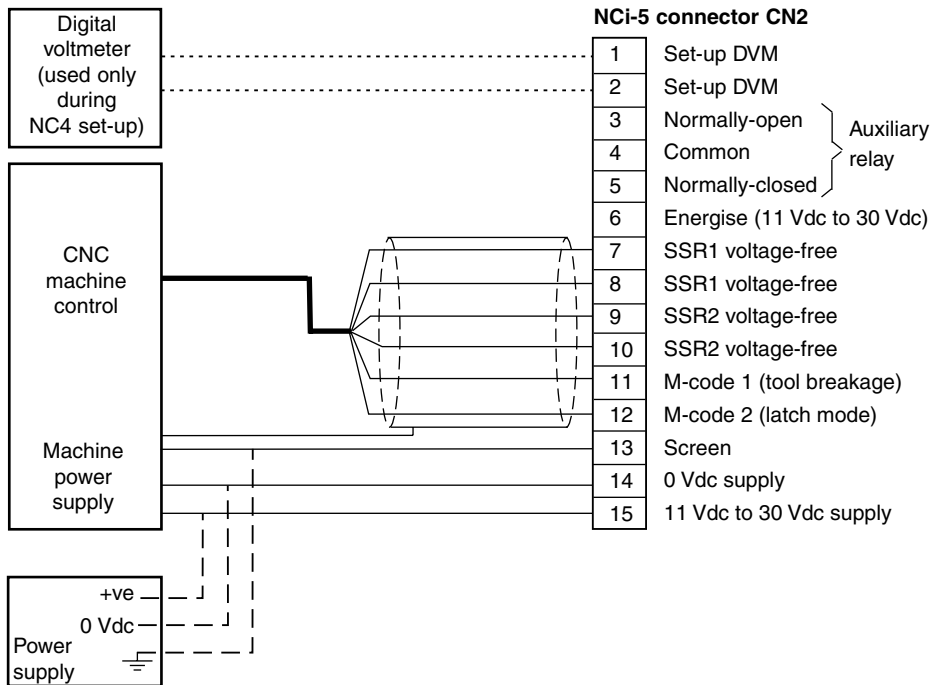 Digital
voltmeter
(used only
during
NC4 set-up)
CNC
machine
control
Machine
power
supply
+ve
0 Vdc
Power
supply
NCi-5 connector CN2
1 Set-up DVM
2 Set-up DVM
3 Normally-open
4 Common
5 Normally-closed
Auxiliary
relay
6 Energise (11 Vdc to 30 Vdc)
7 SSR1 voltage-free
8 SSR1 voltage-free
9 SSR2 voltage-free
10 SSR2 voltage-free
11 M-code 1 (tool breakage)
12 M-code 2 (latch mode)
13 Screen
14 0 Vdc supply
15 11 Vdc to 30 Vdc supply